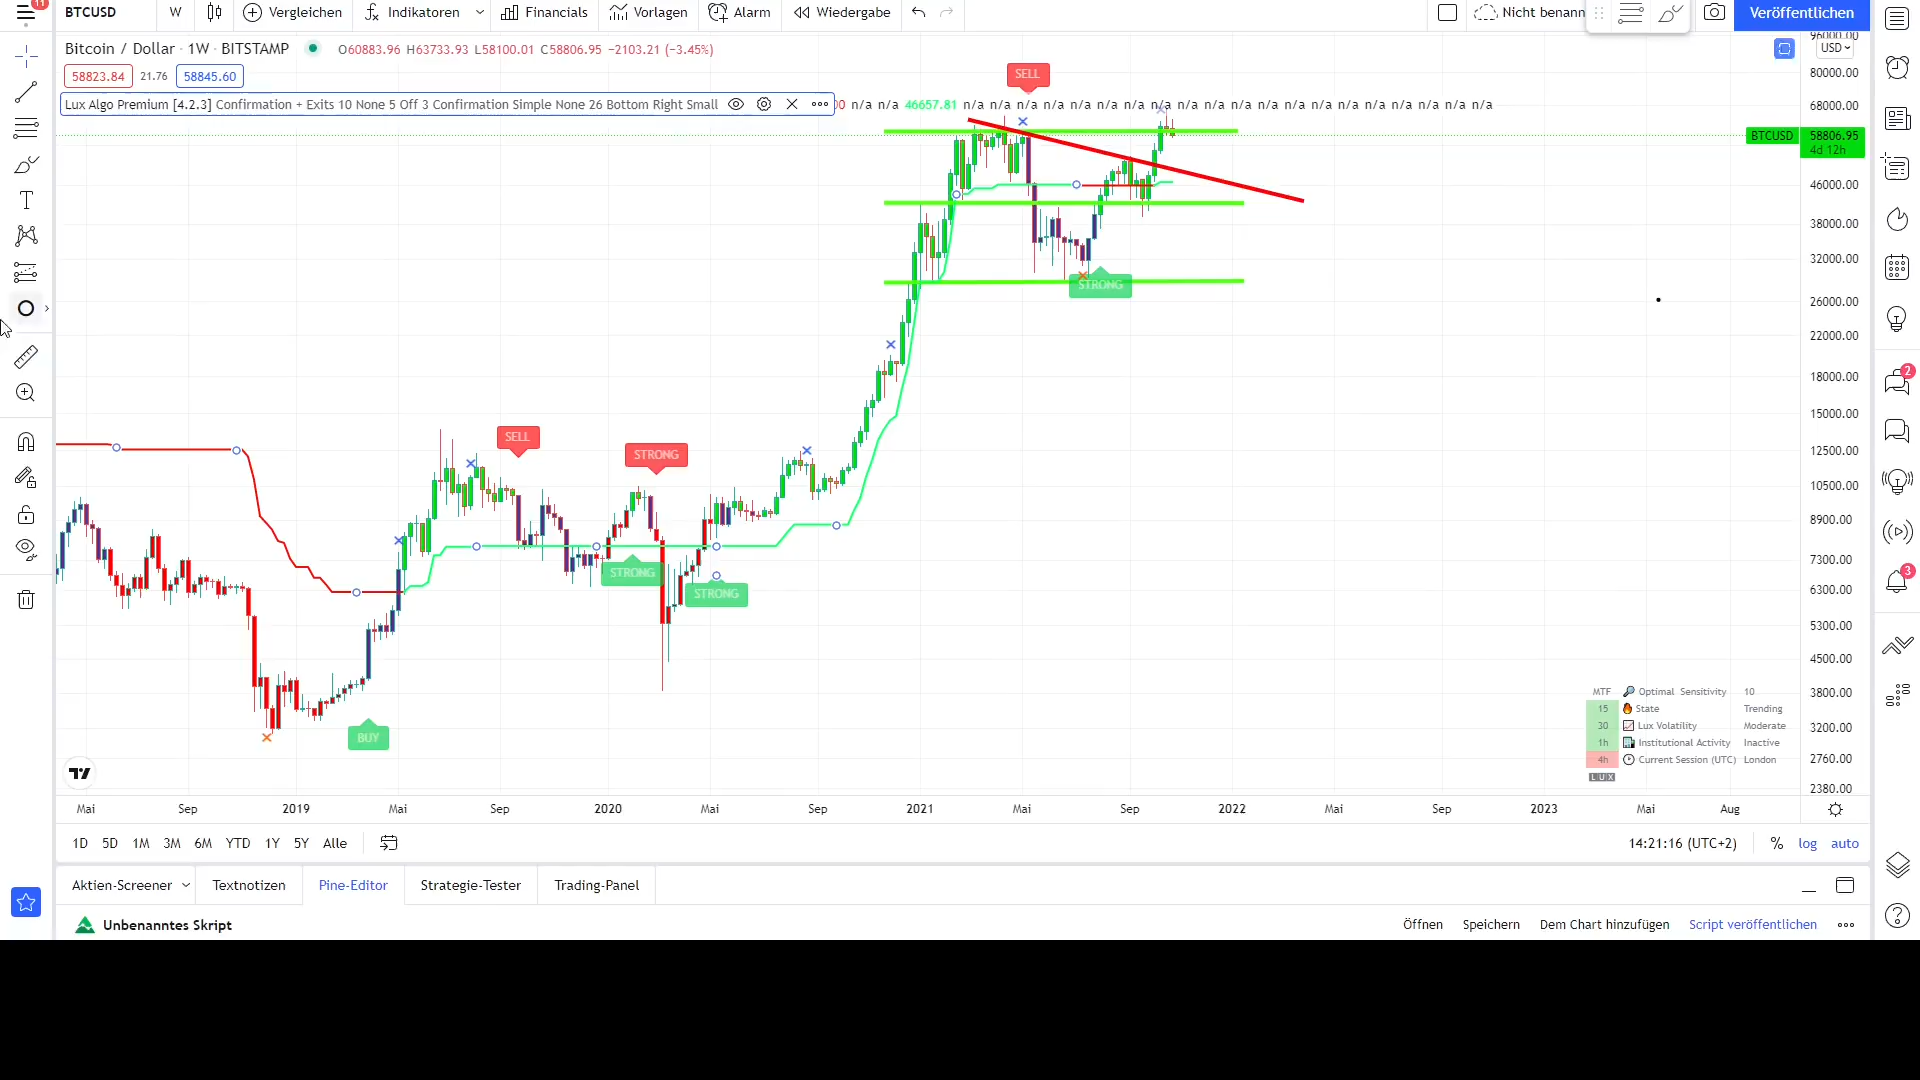 11
BTCUSD
W
Vergleichen
Indikatoren
Financials
Vorlagen
Alarm
Wiedergabe
Nicht benann
Veröffentlichen
Bitcoin / Dollar · 1W · BITSTAMP
O60883.96 H63733.93 L58100.01 C58806.95 −2103.21 (−3.45%)
58823.84
21.76
58845.60
Lux Algo Premium [4.2.3] Confirmation + Exits 10 None 5 Off 3 Confirmation Simple None 26 Bottom Right Small
n/a n/a 46657.81 n/a n/a n/a n/a n/a n/a n/a n/a n/a n/a n/a n/a n/a n/a n/a n/a n/a n/a n/a n/a
SELL
STRONG
SELL
STRONG
STRONG
STRONG
BUY
96000.00
USD
80000.00
68000.00
BTCUSD
58806.95
4d 12h
46000.00
38000.00
32000.00
26000.00
22000.00
18000.00
15000.00
12500.00
10500.00
8900.00
7300.00
6300.00
5300.00
4500.00
3800.00
3200.00
2760.00
2380.00
2
3
MTF Optimal Sensitivity 10
15 State Trending
30 Lux Volatility Moderate
1h Institutional Activity Inactive
4h Current Session (UTC) London
LUX
Mai Sep 2019 Mai Sep 2020 Mai Sep 2021 Mai Sep 2022 Mai Sep 2023 Mai Aug
1D 5D 1M 3M 6M YTD 1Y 5Y Alle
14:21:16 (UTC+2)
% log auto
Aktien-Screener
Textnotizen
Pine-Editor
Strategie-Tester
Trading-Panel
Unbenanntes Skript
Öffnen
Speichern
Dem Chart hinzufügen
Script veröffentlichen